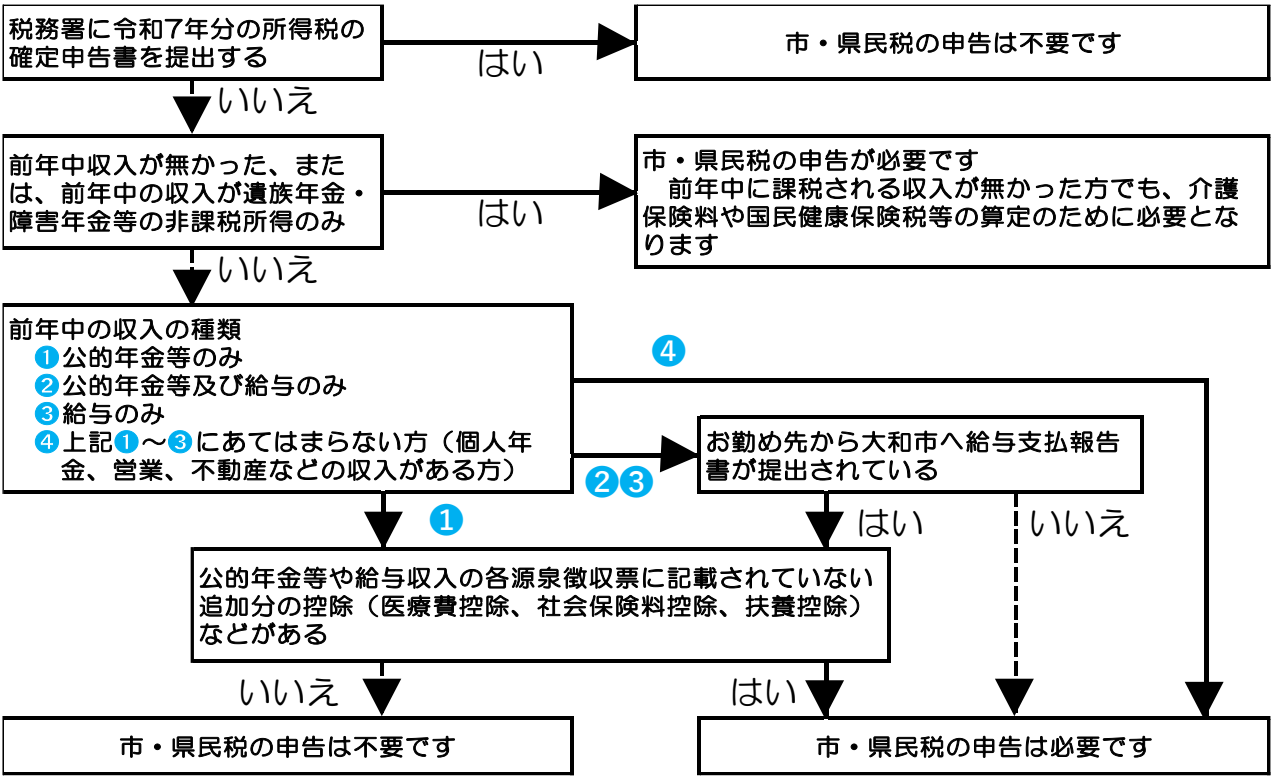 税務署に令和7年分の所得税の
確定申告書を提出する
はい
市・県民税の申告は不要です
いいえ
前年中収入が無かった、また
は、前年中の収入が遺族年金・
障害年金等の非課税所得のみ
はい
市・県民税の申告が必要です
　前年中に課税される収入が無かった方でも、介護
保険料や国民健康保険税等の算定のために必要とな
ります
いいえ
前年中の収入の種類
❶公的年金等のみ
❷公的年金等及び給与のみ
❸給与のみ
❹上記❶～❸にあてはまらない方（個人年
金、営業、不動産などの収入がある方）
❹
❷❸
お勤め先から大和市へ給与支払報告
書が提出されている
❶
はい
いいえ
公的年金等や給与収入の各源泉徴収票に記載されていない
追加分の控除（医療費控除、社会保険料控除、扶養控除）
などがある
いいえ
はい
市・県民税の申告は不要です
市・県民税の申告は必要です